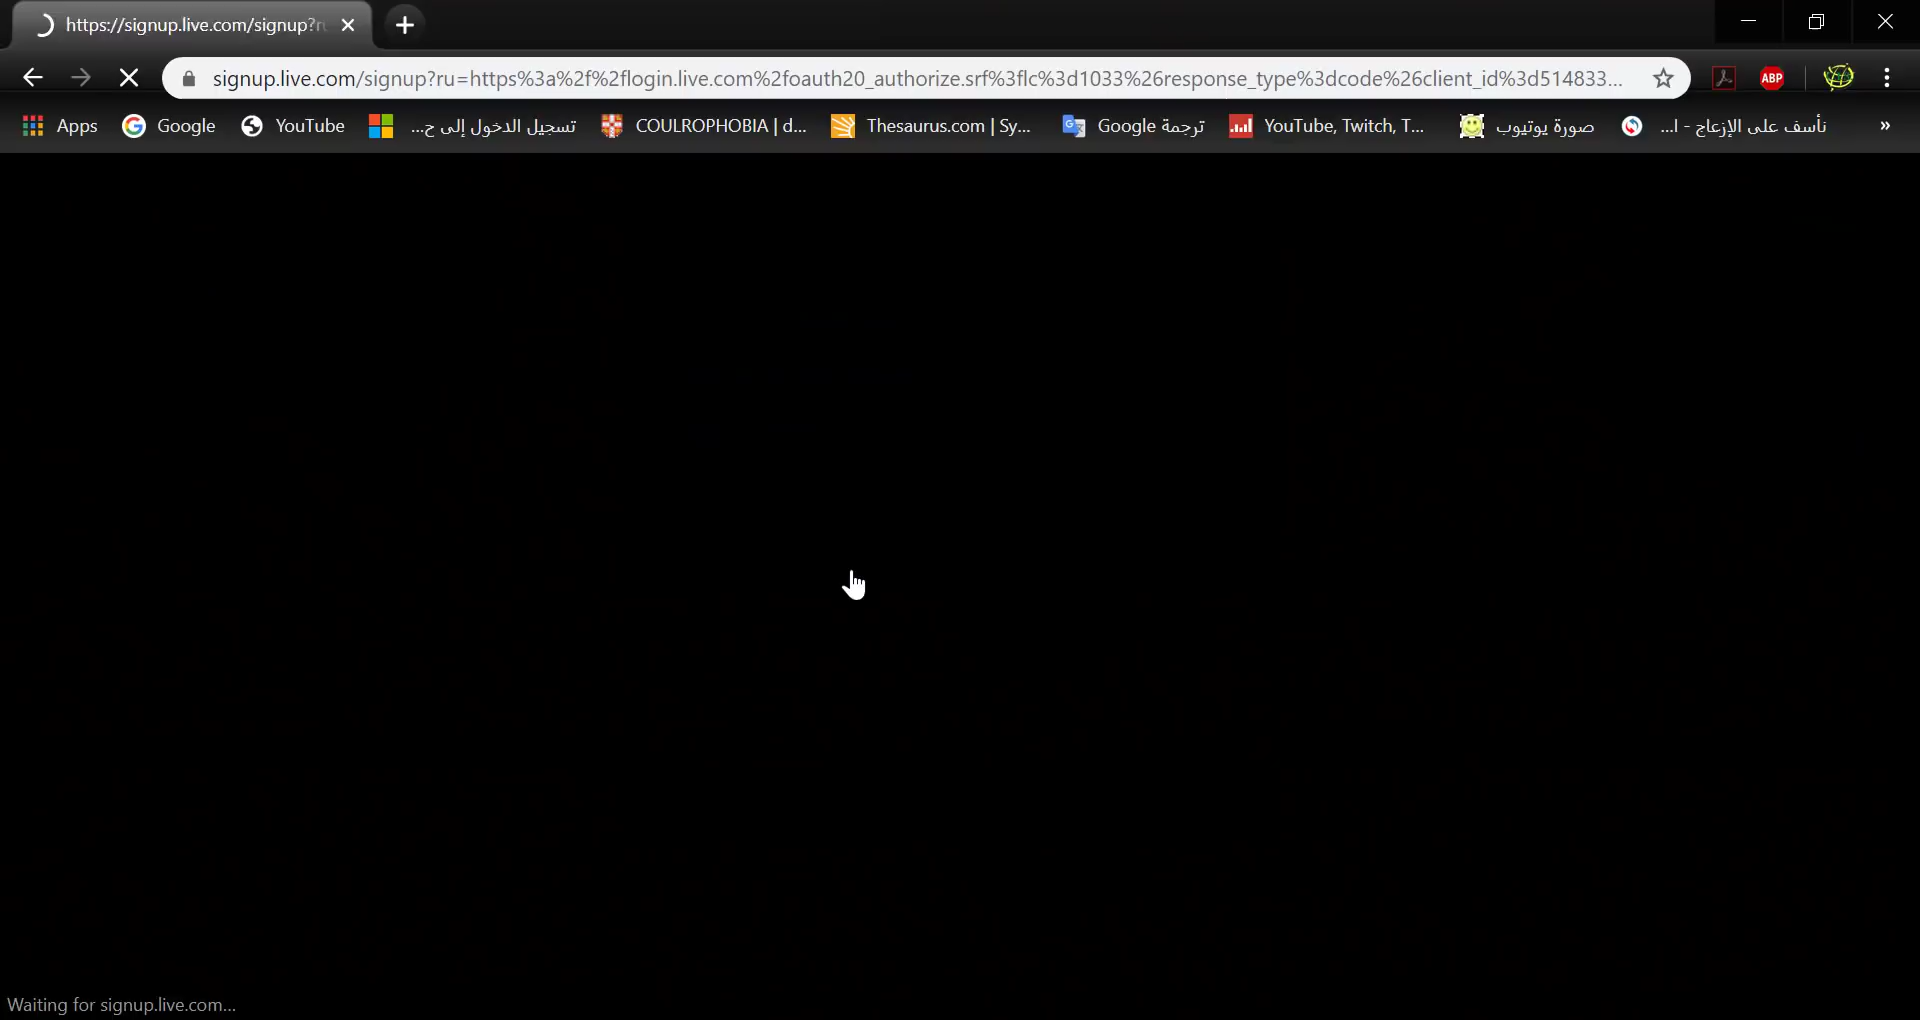 https://signup.live.com/signup?ru
signup.live.com/signup?ru=https%3a%2f%2flogin.live.com%2foauth20_authorize.srf%3flc%3d1033%26response_type%3dcode%26client_id%3d514833...
Apps Google YouTube تسجيل الدخول إلى ح... COULROPHOBIA | d... Thesaurus.com | Sy... ترجمة Google YouTube, Twitch, T... صورة يوتيوب نأسف على الإزعاج - ا... »
ABP
Waiting for signup.live.com...